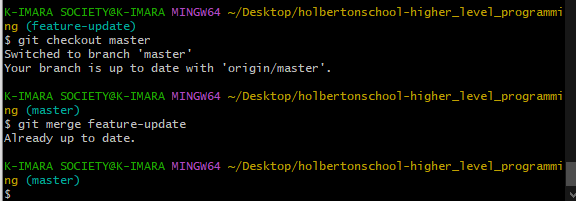 K-IMARA SOCIETY@K-IMARA MINGW64 ~/Desktop/holbertonschool-higher_level_programmi
ng (feature-update)
$ git checkout master
Switched to branch 'master'
Your branch is up to date with 'origin/master'.
K-IMARA SOCIETY@K-IMARA MINGW64 ~/Desktop/holbertonschool-higher_level_programmi
ng (master)
$ git merge feature-update
Already up to date.
K-IMARA SOCIETY@K-IMARA MINGW64 ~/Desktop/holbertonschool-higher_level_programmi
ng (master)
$